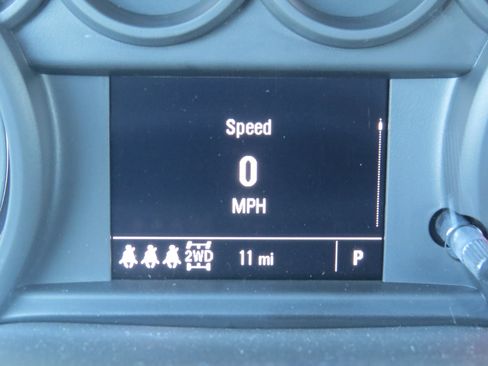 Speed
0
MPH
2WD 11 mi P